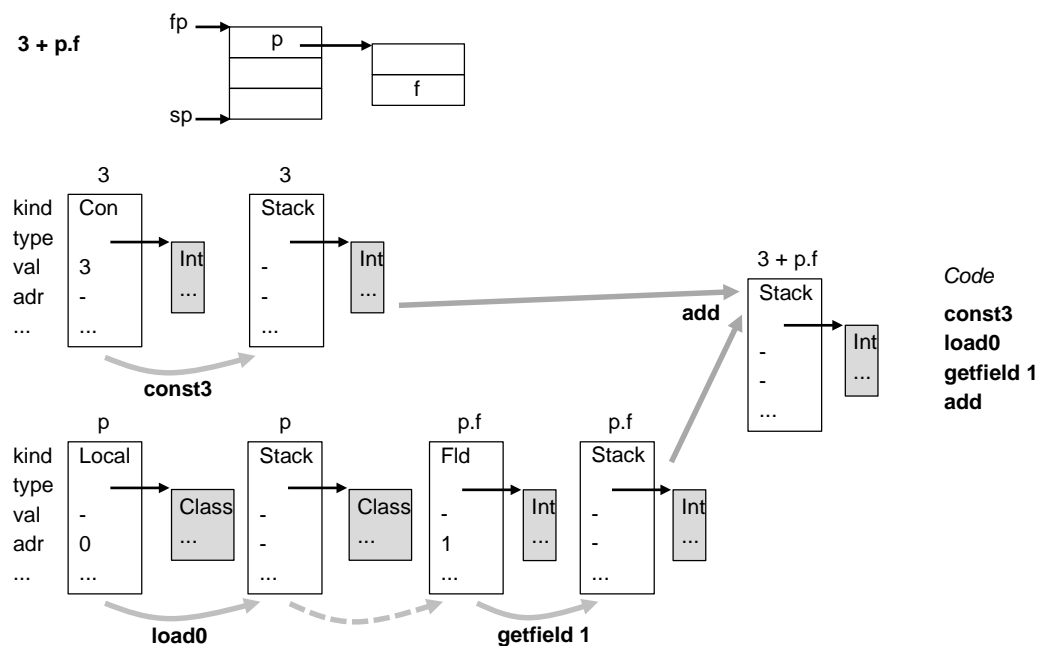 3 + p.f
fp
p
f
sp
3 3
kind Con Stack
type
val 3 Int - Int
adr - ... - ...
... ... ...
const3
add
3 + p.f
Stack
Int
-
- ...
...
Code
const3
load0
getfield 1
add
p p p.f p.f
kind Local Stack Fld Stack
type
val - Class - Class - Int - Int
adr 0 ... - ... 1 ... - ...
... ... ... ... ...
load0 getfield 1